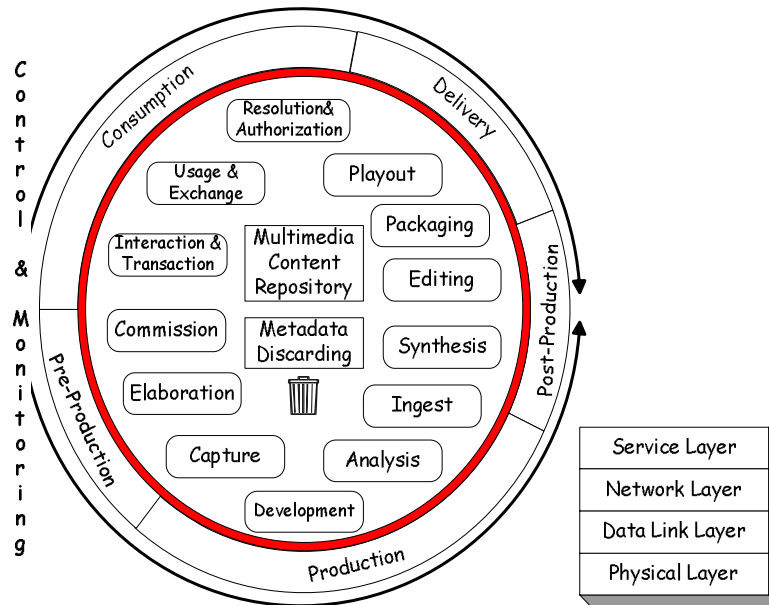 Control & Monitoring
Consumption
Delivery
Post-Production
Production
Pre-Production
Resolution&
Authorization
Usage &
Exchange
Playout
Packaging
Interaction &
Transaction
Multimedia
Content
Repository
Editing
Commission
Metadada
Discarding
Synthesis
Elaboration
Ingest
Capture
Analysis
Development
Service Layer
Network Layer
Data Link Layer
Physical Layer